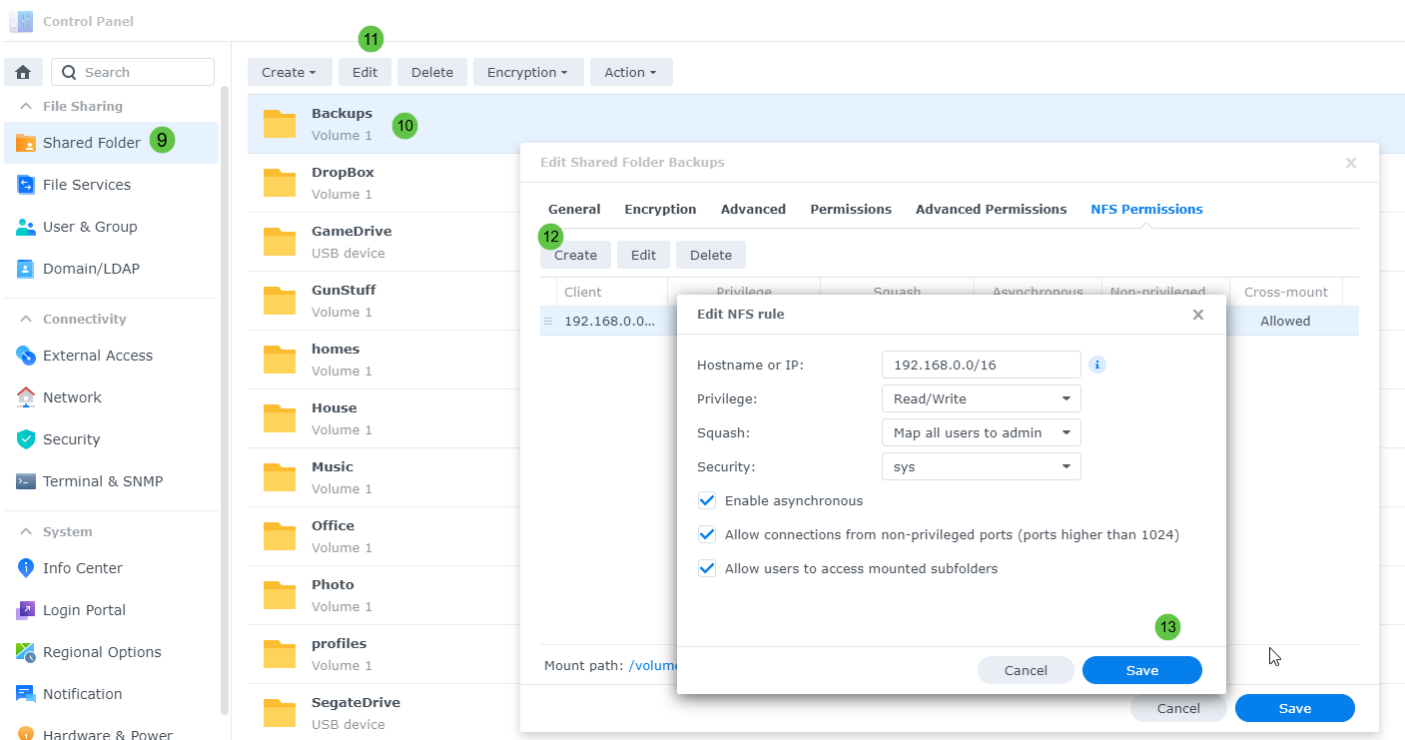 Control Panel
11
Search
Create Edit Delete Encryption Action
File Sharing
Shared Folder 9
File Services
User & Group
Domain/LDAP
Connectivity
External Access
Network
Security
Terminal & SNMP
System
Info Center
Login Portal
Regional Options
Notification
Hardware & Power
Backups
Volume 1
10
DropBox
Volume 1
GameDrive
USB device
GunStuff
Volume 1
homes
Volume 1
House
Volume 1
Music
Volume 1
Office
Volume 1
Photo
Volume 1
profiles
Volume 1
SegateDrive
USB device
Edit Shared Folder Backups
General Encryption Advanced Permissions Advanced Permissions NFS Permissions
12
Create Edit Delete
Client Privilege Squash Asynchronous Non-privileged Cross-mount
192.168.0.0... Allowed
Edit NFS rule
Hostname or IP: 192.168.0.0/16
Privilege: Read/Write
Squash: Map all users to admin
Security: sys
Enable asynchronous
Allow connections from non-privileged ports (ports higher than 1024)
Allow users to access mounted subfolders
13
Cancel Save
Mount path: /volume
Cancel Save